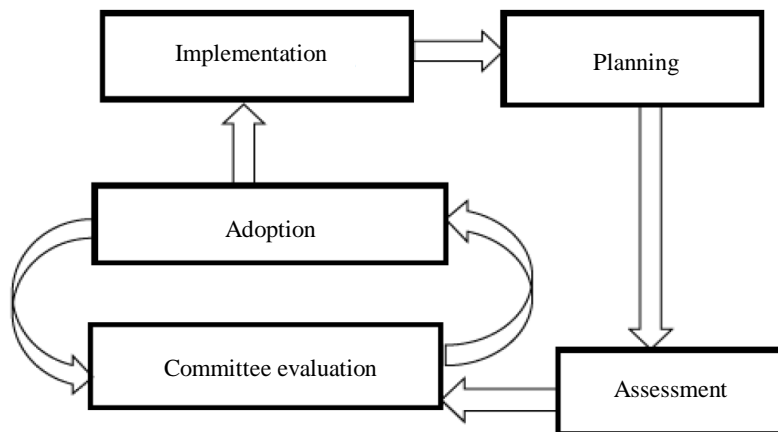 Implementation
Planning
Adoption
Committee evaluation
Assessment